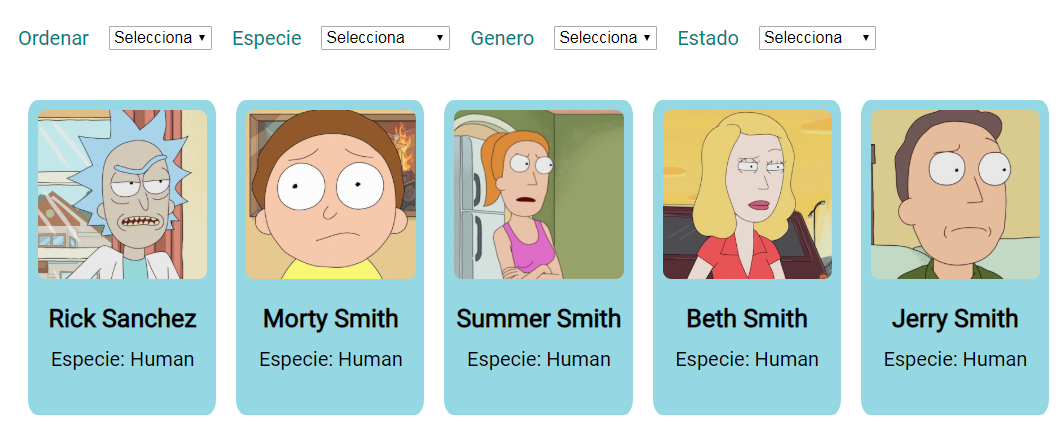 Ordenar Selecciona Especie Selecciona Genero Selecciona Estado Selecciona
Rick Sanchez Morty Smith Summer Smith Beth Smith Jerry Smith
Especie: Human Especie: Human Especie: Human Especie: Human Especie: Human